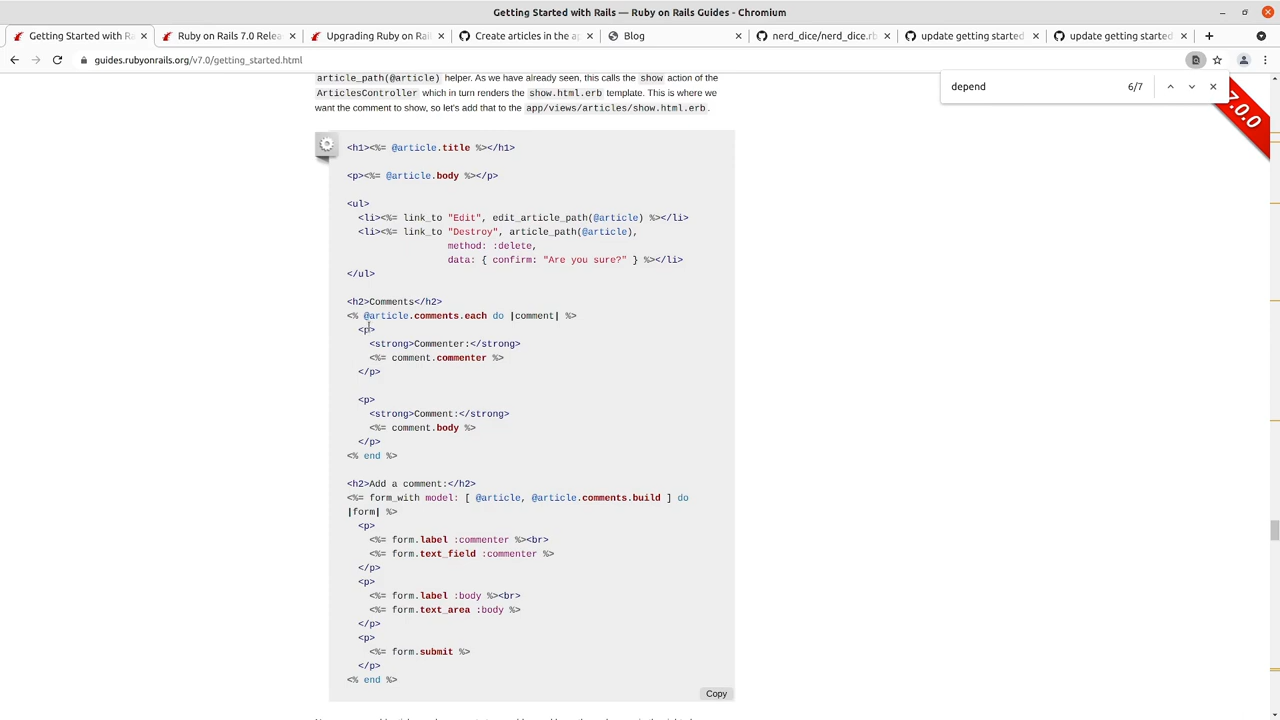 Getting Started with Rails — Ruby on Rails Guides - Chromium
Getting Started with Ra
Ruby on Rails 7.0 Relea
Upgrading Ruby on Rail
Create articles in the ap
Blog
nerd_dice/nerd_dice.rb
update getting started
update getting started
guides.rubyonrails.org/v7.0/getting_started.html
depend 6/7
7.0.0
article_path(@article) helper. As we have already seen, this calls the show action of the
ArticlesController which in turn renders the show.html.erb template. This is where we
want the comment to show, so let's add that to the app/views/articles/show.html.erb.
<h1><%= @article.title %></h1>
<p><%= @article.body %></p>
<ul>
<li><%= link_to "Edit", edit_article_path(@article) %></li>
<li><%= link_to "Destroy", article_path(@article),
method: :delete,
data: { confirm: "Are you sure?" } %></li>
</ul>
<h2>Comments</h2>
<% @article.comments.each do |comment| %>
<p>
<strong>Commenter:</strong>
<%= comment.commenter %>
</p>
<p>
<strong>Comment:</strong>
<%= comment.body %>
</p>
<% end %>
<h2>Add a comment:</h2>
<%= form_with model: [ @article, @article.comments.build ] do
|form| %>
<p>
<%= form.label :commenter %><br>
<%= form.text_field :commenter %>
</p>
<p>
<%= form.label :body %><br>
<%= form.text_area :body %>
</p>
<p>
<%= form.submit %>
</p>
<% end %>
Copy